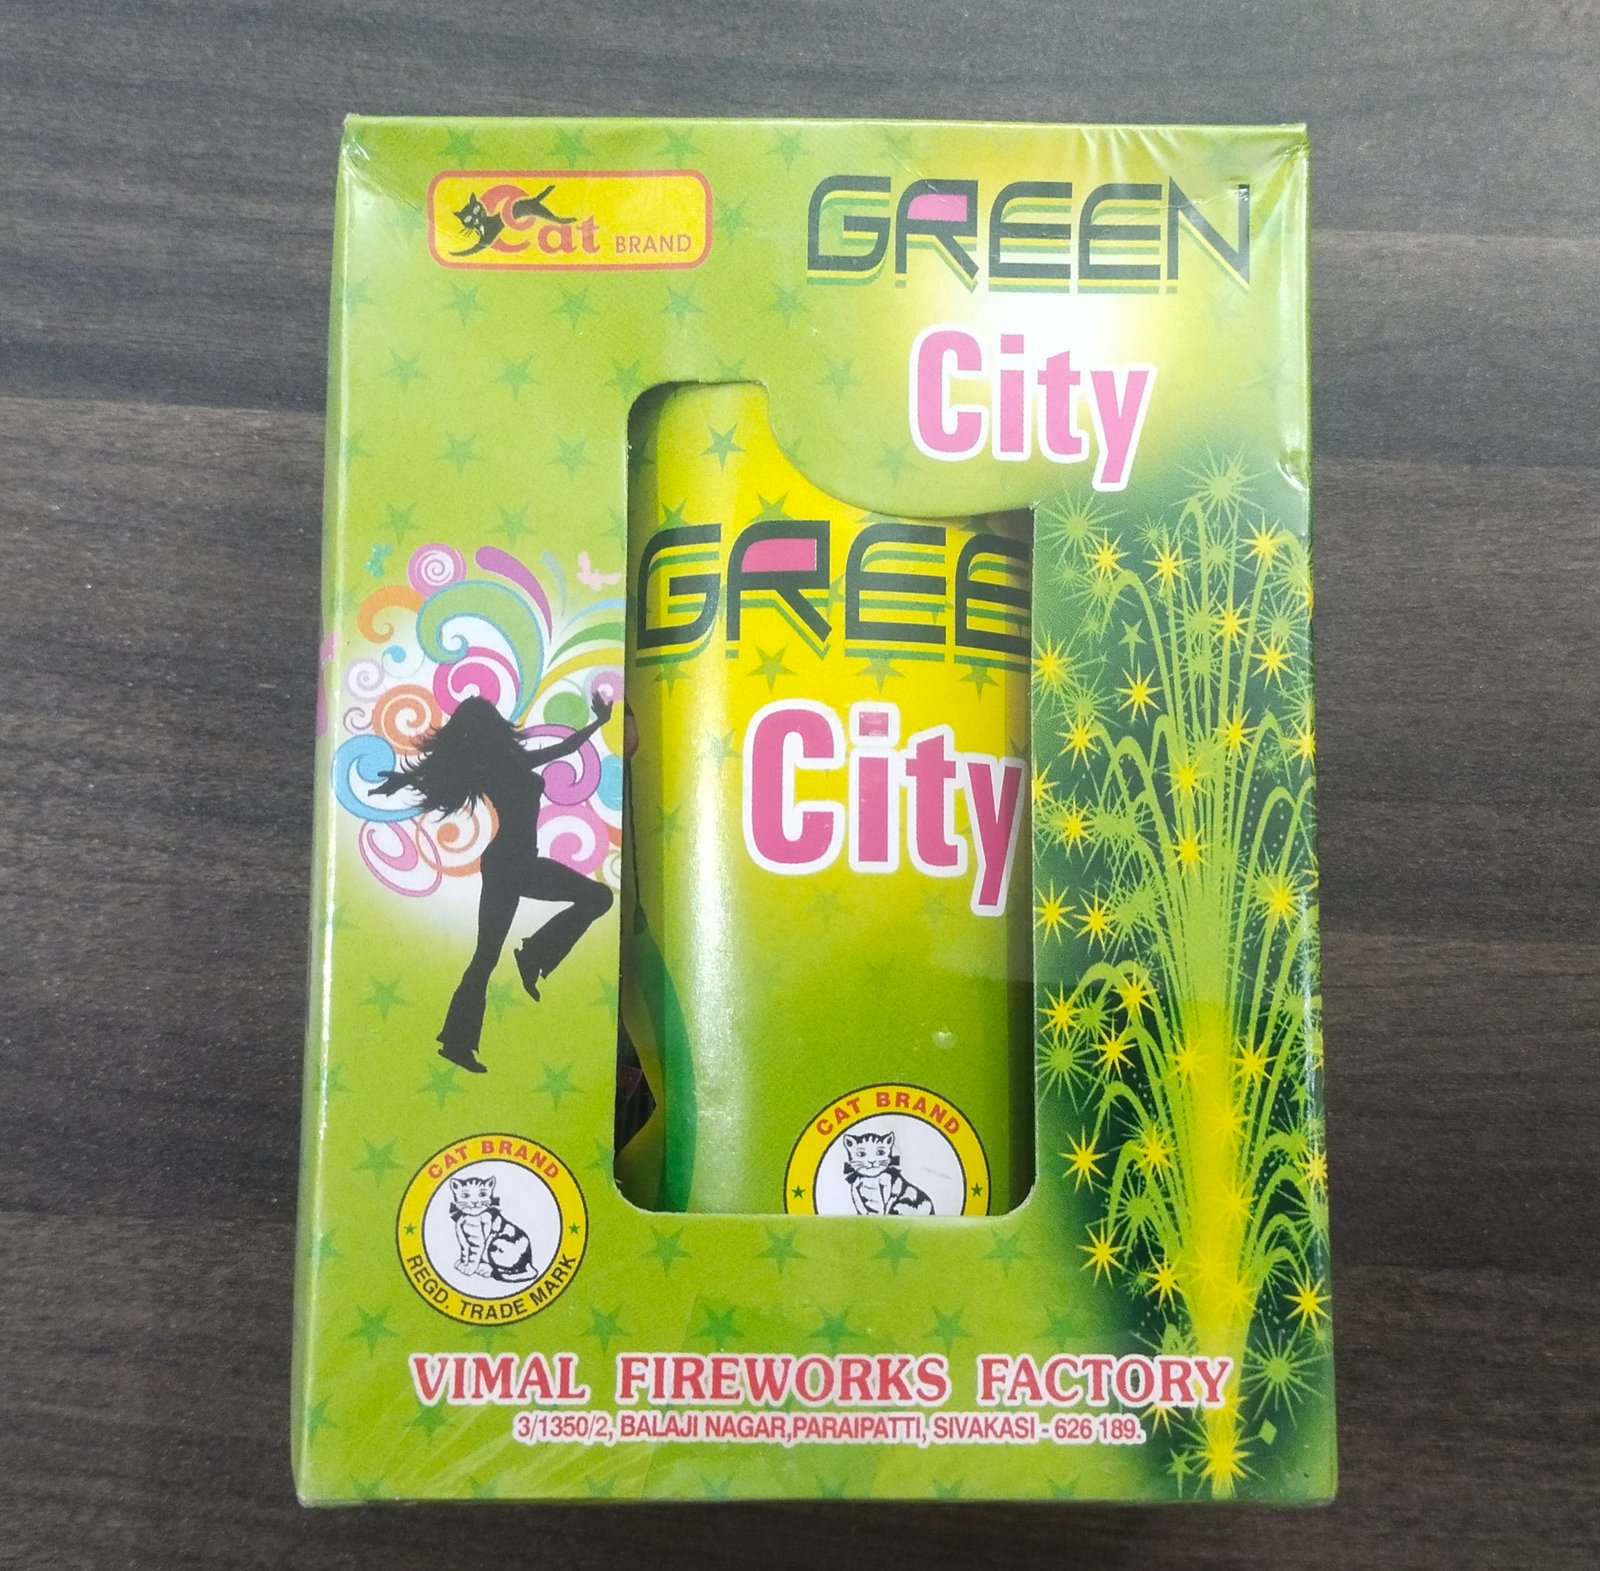 Cat BRAND
GREEN
City
GREE
City
CAT BRAND
CAT BRAND
REGD. TRADE MARK
VIMAL FIREWORKS FACTORY
3/1350/2, BALAJI NAGAR,PARAIPATTI, SIVAKASI - 626 189.